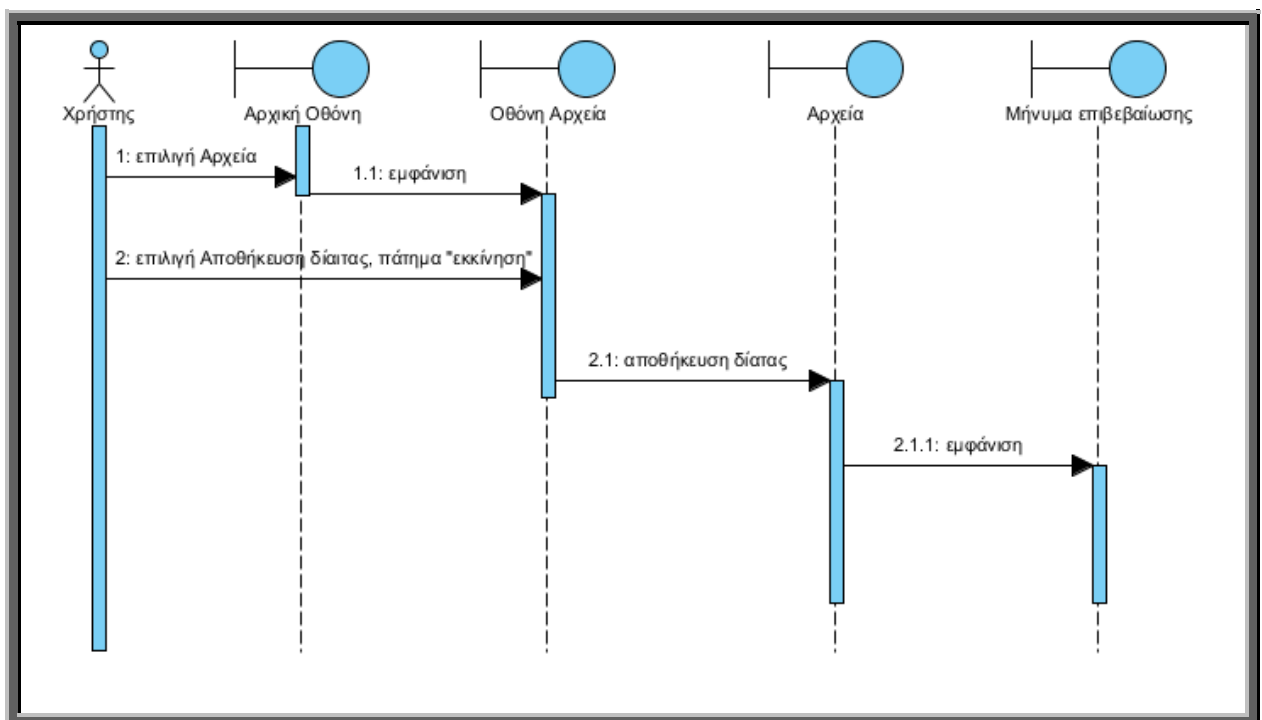 Χρήστης
Αρχική Οθόνη
Οθόνη Αρχεία
Αρχεία
Μήνυμα επιβεβαίωσης
1: επιλιγή Αρχεία
1.1: εμφάνιση
2: επιλιγή Αποθήκευση δίαιτας, πάτημα "εκκίνηση"
2.1: αποθήκευση δίατας
2.1.1: εμφάνιση